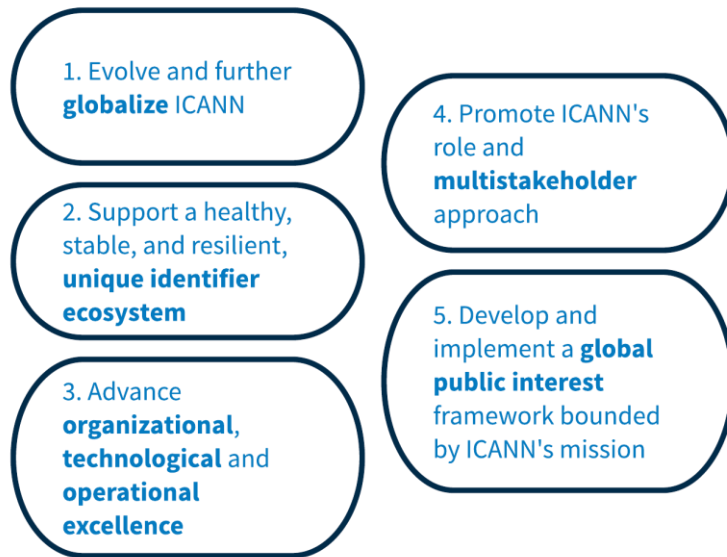 1. Evolve and further
globalize ICANN
2. Support a healthy,
stable, and resilient,
unique identifier
ecosystem
3. Advance
organizational,
technological and
operational
excellence
4. Promote ICANN's
role and
multistakeholder
approach
5. Develop and
implement a global
public interest
framework bounded
by ICANN's mission